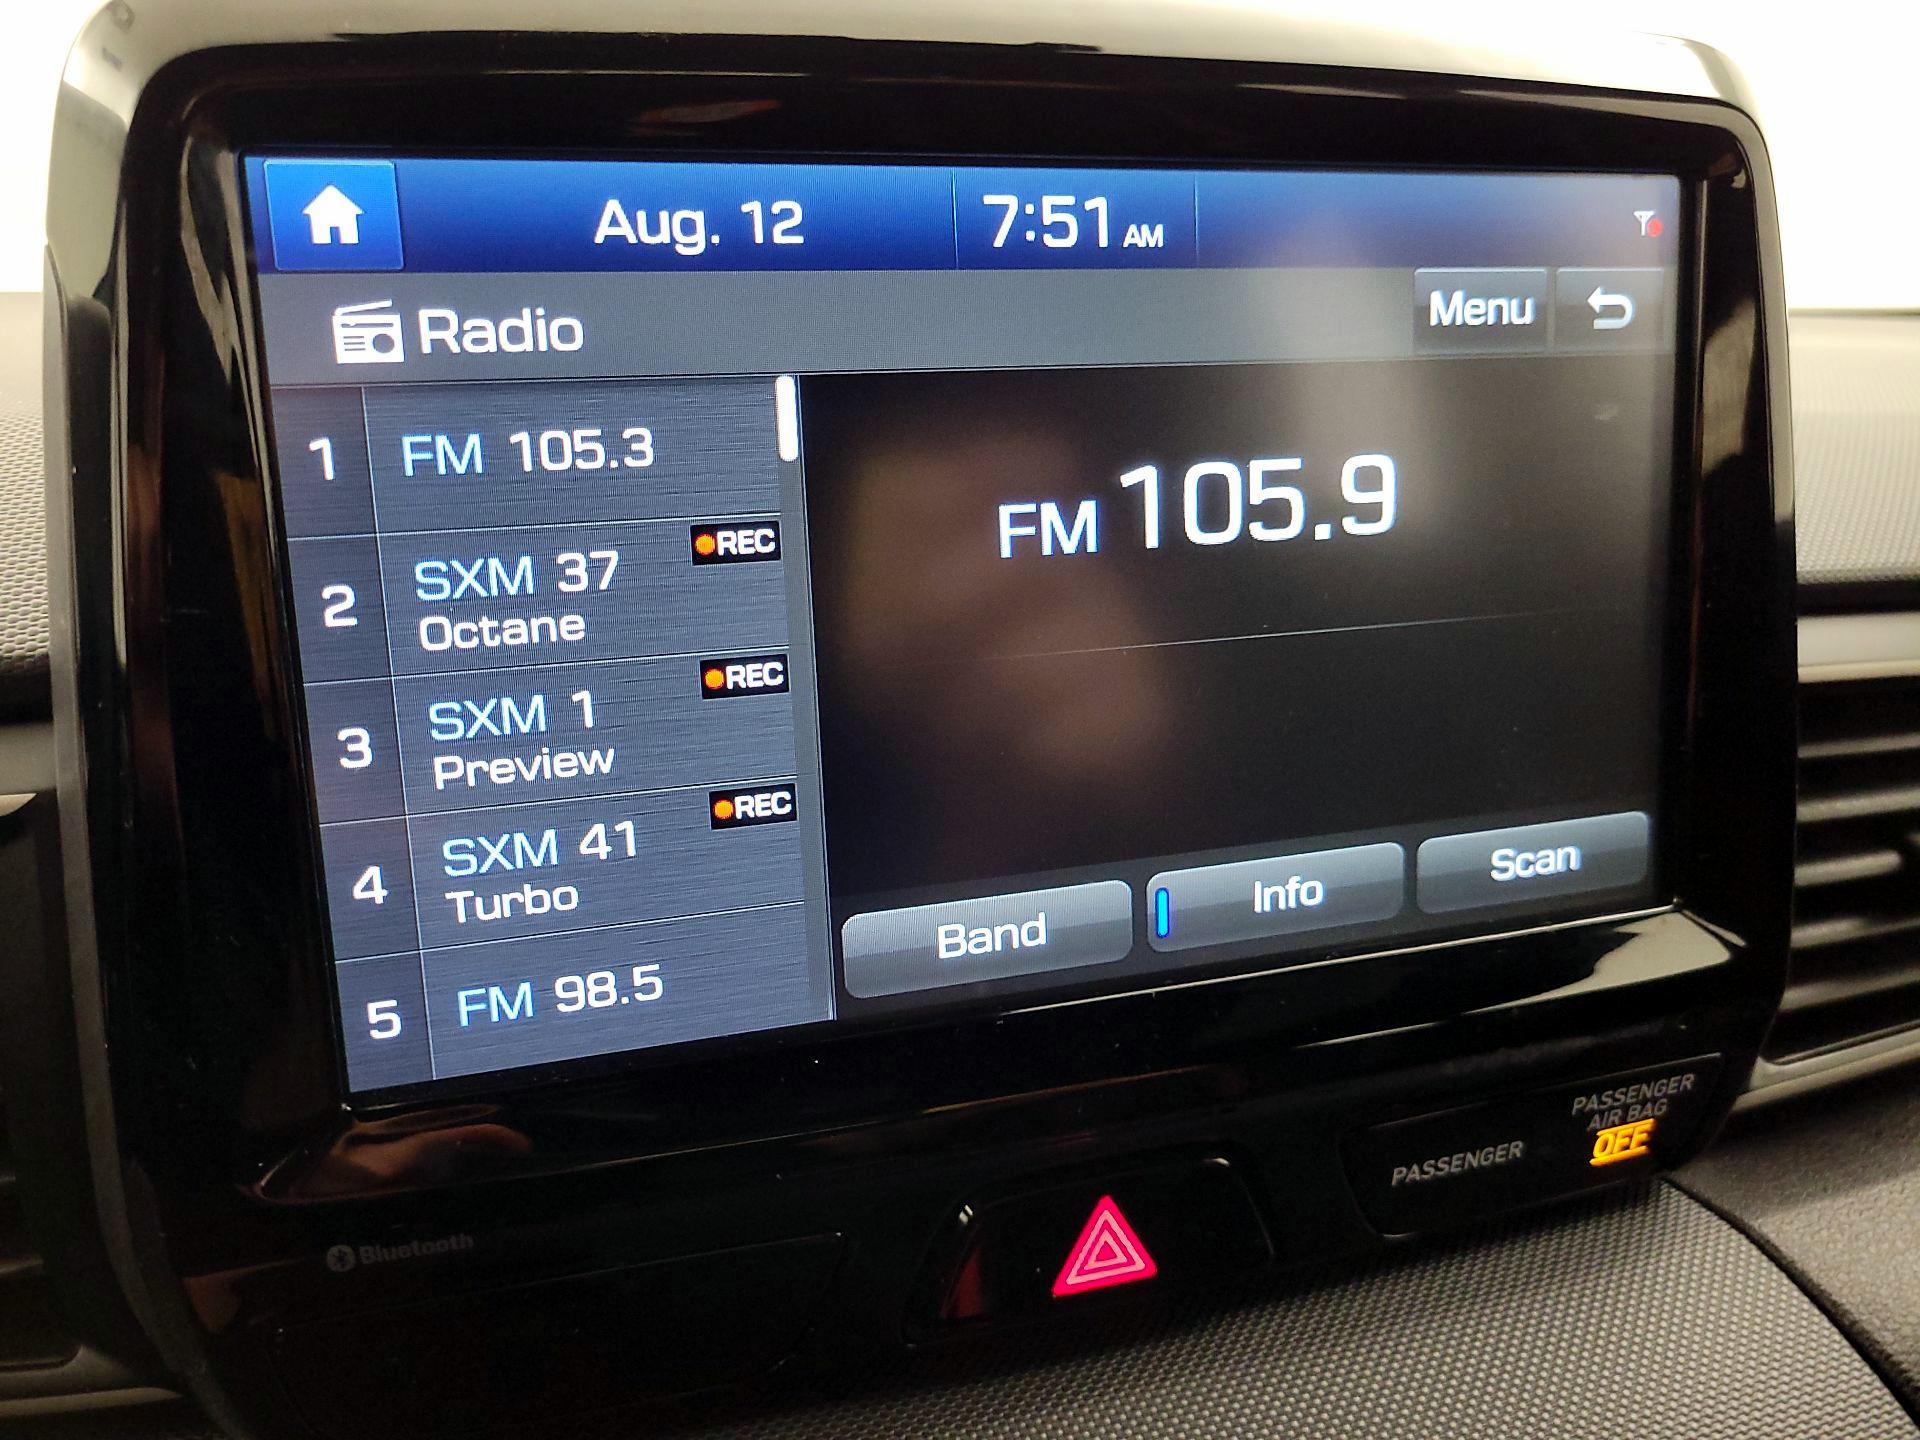 Aug. 12
7:51 AM
Radio
Menu
1 FM 105.3
2 SXM 37 REC
Octane
3 SXM 1 REC
Preview
4 SXM 41 REC
Turbo
5 FM 98.5
FM 105.9
Band
Info
Scan
Bluetooth
PASSENGER
PASSENGER
AIR BAG
OFF